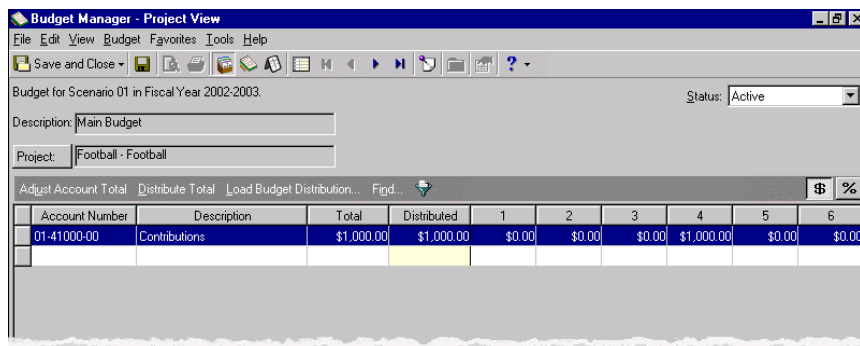 Budget Manager - Project View
File Edit View Budget Favorites Tools Help
Save and Close
Budget for Scenario 01 in Fiscal Year 2002-2003.
Status: Active
Description: Main Budget
Project: Football - Football
Adjust Account Total Distribute Total Load Budget Distribution... Find... $ %
Account Number Description Total Distributed 1 2 3 4 5 6
01-41000-00 Contributions $1,000.00 $1,000.00 $0.00 $0.00 $0.00 $1,000.00 $0.00 $0.00